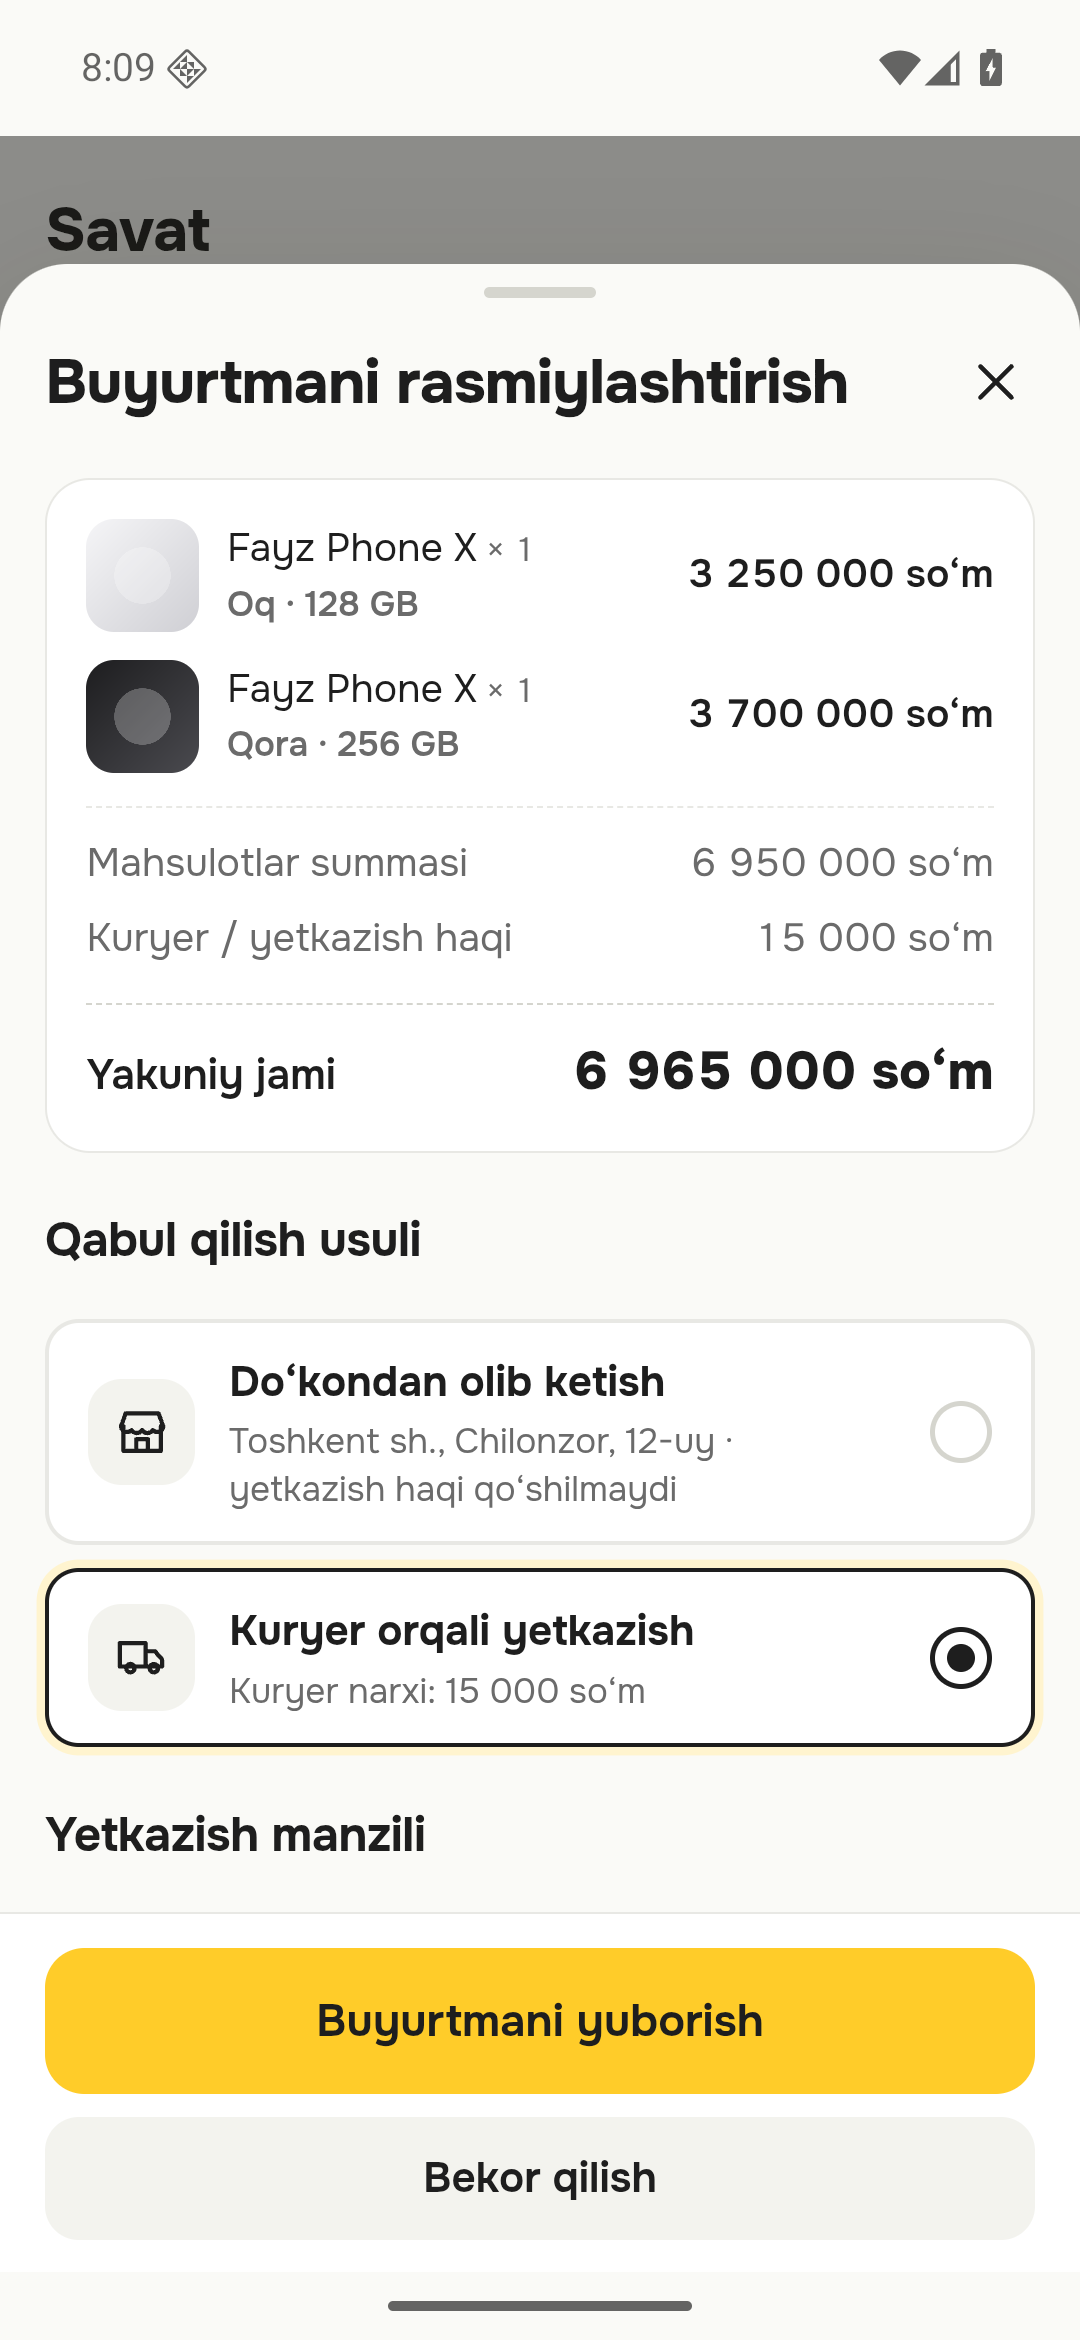 8:09
Savat
Buyurtmani rasmiylashtirish
Fayz Phone X × 1
Oq · 128 GB
3 250 000 so‘m
Fayz Phone X × 1
Qora · 256 GB
3 700 000 so‘m
Mahsulotlar summasi 6 950 000 so‘m
Kuryer / yetkazish haqi 15 000 so‘m
Yakuniy jami 6 965 000 so‘m
Qabul qilish usuli
Do‘kondan olib ketish
Toshkent sh., Chilonzor, 12-uy ·
yetkazish haqi qo‘shilmaydi
Kuryer orqali yetkazish
Kuryer narxi: 15 000 so‘m
Yetkazish manzili
Buyurtmani yuborish
Bekor qilish